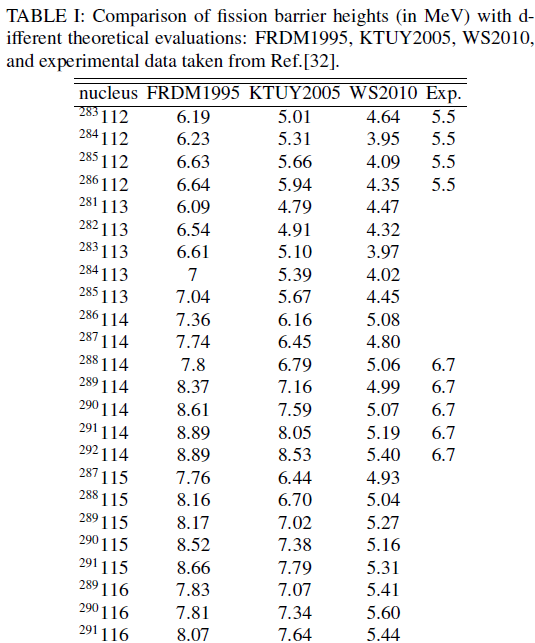 TABLE I: Comparison of fission barrier heights (in MeV) with d-
ifferent theoretical evaluations: FRDM1995, KTUY2005, WS2010,
and experimental data taken from Ref.[32].
nucleus FRDM1995 KTUY2005 WS2010 Exp.
²⁸³112 6.19 5.01 4.64 5.5
²⁸⁴112 6.23 5.31 3.95 5.5
²⁸⁵112 6.63 5.66 4.09 5.5
²⁸⁶112 6.64 5.94 4.35 5.5
²⁸¹113 6.09 4.79 4.47
²⁸²113 6.54 4.91 4.32
²⁸³113 6.61 5.10 3.97
²⁸⁴113 7 5.39 4.02
²⁸⁵113 7.04 5.67 4.45
²⁸⁶114 7.36 6.16 5.08
²⁸⁷114 7.74 6.45 4.80
²⁸⁸114 7.8 6.79 5.06 6.7
²⁸⁹114 8.37 7.16 4.99 6.7
²⁹⁰114 8.61 7.59 5.07 6.7
²⁹¹114 8.89 8.05 5.19 6.7
²⁹²114 8.89 8.53 5.40 6.7
²⁸⁷115 7.76 6.44 4.93
²⁸⁸115 8.16 6.70 5.04
²⁸⁹115 8.17 7.02 5.27
²⁹⁰115 8.52 7.38 5.16
²⁹¹115 8.66 7.79 5.31
²⁸⁹116 7.83 7.07 5.41
²⁹⁰116 7.81 7.34 5.60
²⁹¹116 8.07 7.64 5.44